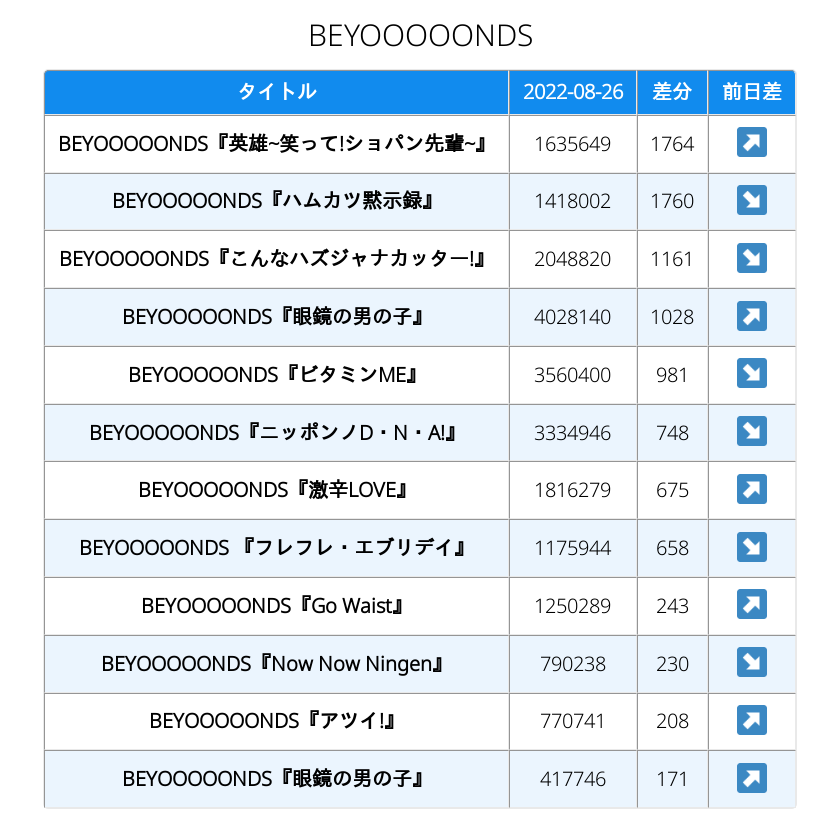 BEYOOOOONDS
タイトル 2022-08-26 差分 前日差
BEYOOOOONDS『英雄~笑って!ショパン先輩~』 1635649 1764 ↗
BEYOOOOONDS『ハムカツ黙示録』 1418002 1760 ↘
BEYOOOOONDS『こんなハズジャナカッター!』 2048820 1161 ↘
BEYOOOOONDS『眼鏡の男の子』 4028140 1028 ↗
BEYOOOOONDS『ビタミンME』 3560400 981 ↘
BEYOOOOONDS『ニッポンノD・N・A!』 3334946 748 ↘
BEYOOOOONDS『激辛LOVE』 1816279 675 ↗
BEYOOOOONDS 『フレフレ・エブリデイ』 1175944 658 ↘
BEYOOOOONDS『Go Waist』 1250289 243 ↗
BEYOOOOONDS『Now Now Ningen』 790238 230 ↘
BEYOOOOONDS『アツイ!』 770741 208 ↗
BEYOOOOONDS『眼鏡の男の子』 417746 171 ↗